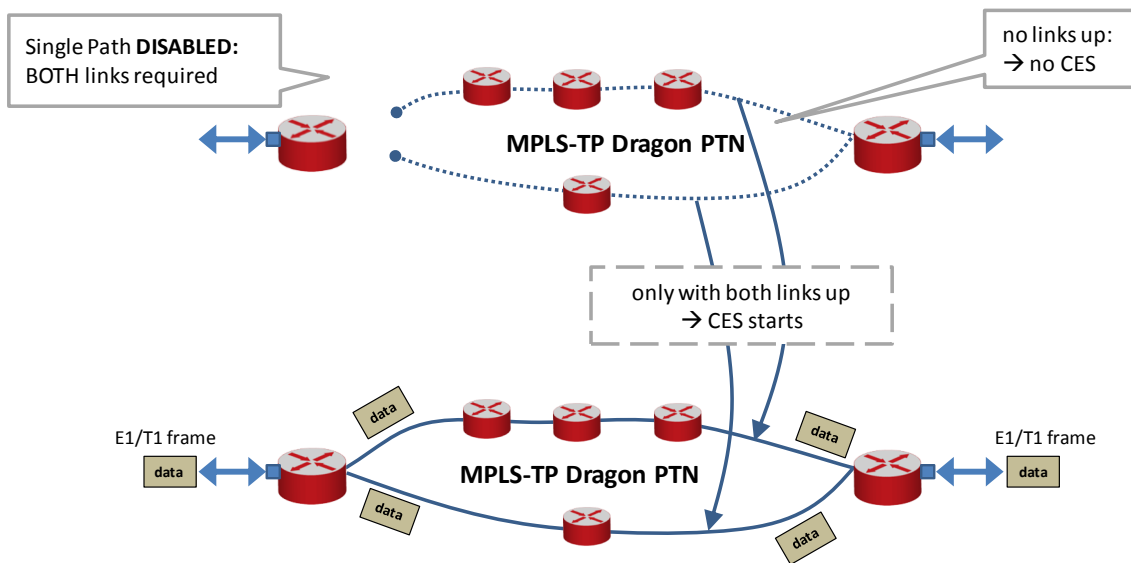 Single Path DISABLED:
BOTH links required
no links up:
→ no CES
MPLS-TP Dragon PTN
only with both links up
→ CES starts
data
data
E1/T1 frame
data
MPLS-TP Dragon PTN
E1/T1 frame
data
data
data